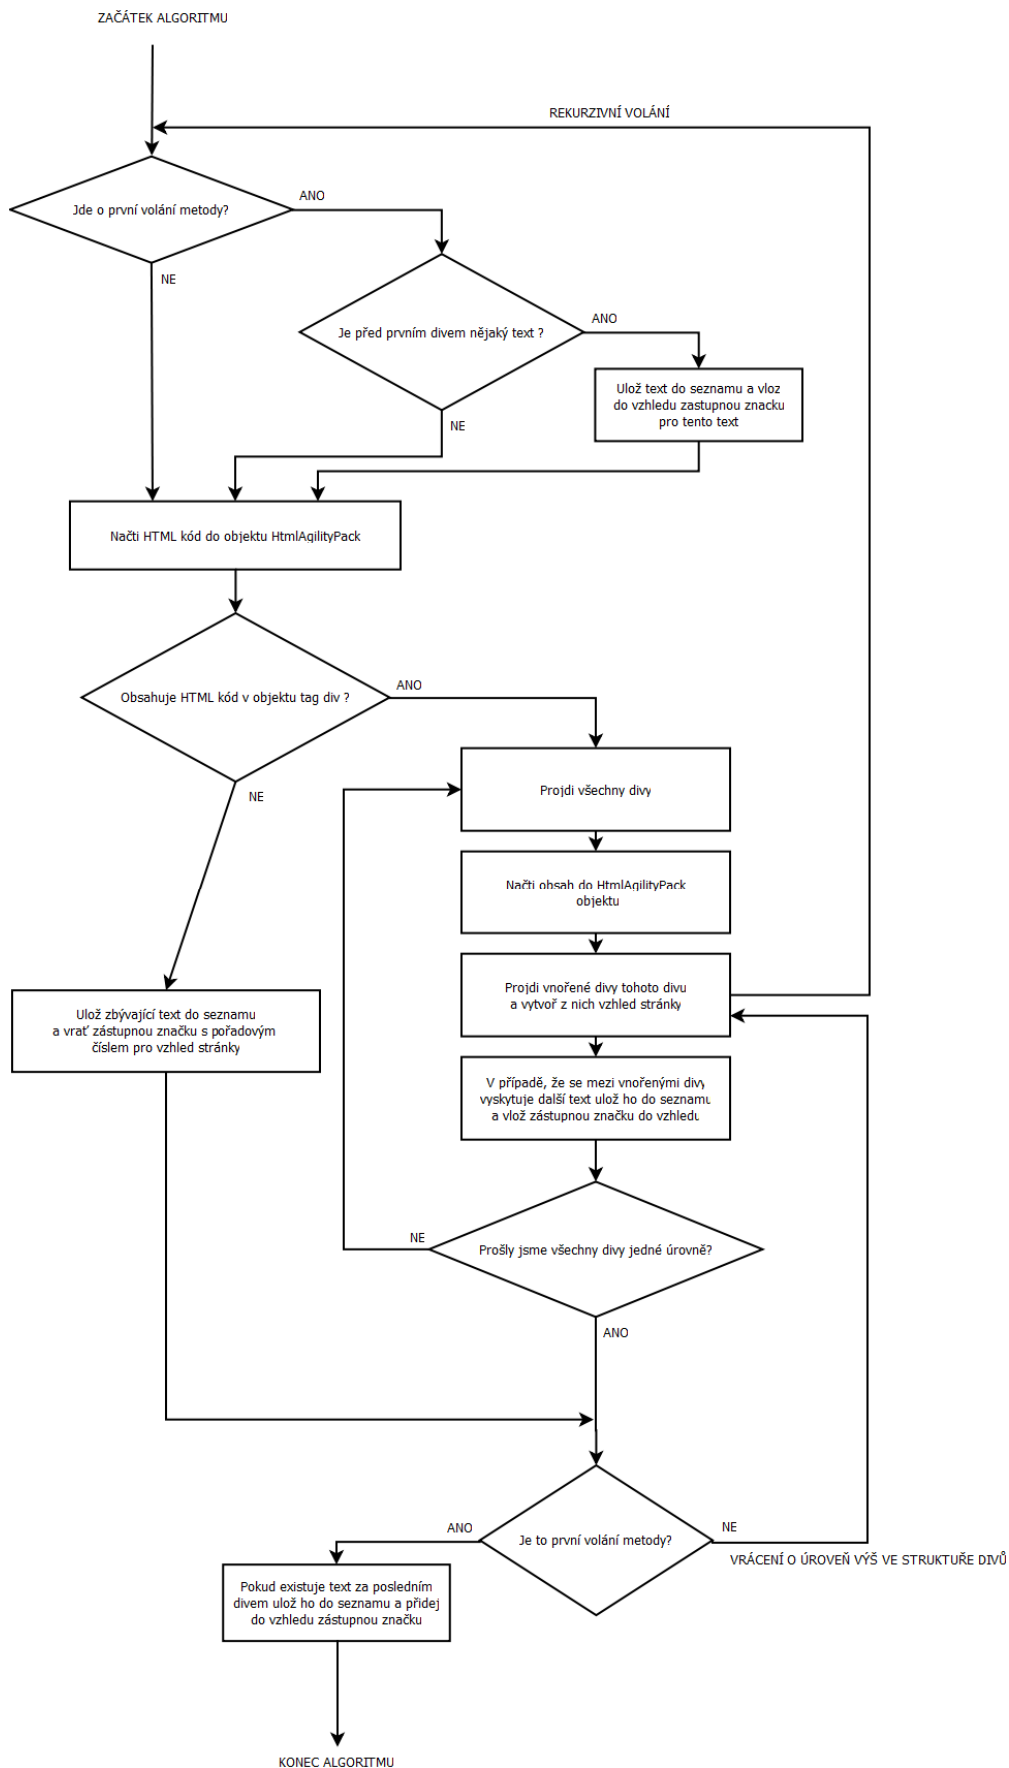 ZAČÁTEK ALGORITMU
REKURZIVNÍ VOLÁNÍ
Jde o první volání metody?
ANO
NE
Je před prvním divem nějaký text ?
ANO
Ulož text do seznamu a vloz
do vzhledu zastupnou znacku
pro tento text
NE
Načti HTML kód do objektu HtmlAgilityPack
Obsahuje HTML kód v objektu tag div ?
ANO
NE
Projdi všechny divy
Načti obsah do HtmlAgilityPack
objektu
Projdi vnořené divy tohoto divu
a vytvoř z nich vzhled stránky
Ulož zbývající text do seznamu
a vrať zástupnou značku s pořadovým
číslem pro vzhled stránky
V případě, že se mezi vnořenými divy
vyskytuje další text ulož ho do seznamu
a vlož zástupnou značku do vzhledu
NE
Prošly jsme všechny divy jedné úrovně?
ANO
ANO
Je to první volání metody?
NE
VRÁCENÍ O ÚROVEŇ VÝŠ VE STRUKTUŘE DIVŮ
Pokud existuje text za posledním
divem ulož ho do seznamu a přidej
do vzhledu zástupnou značku
KONEC ALGORITMU